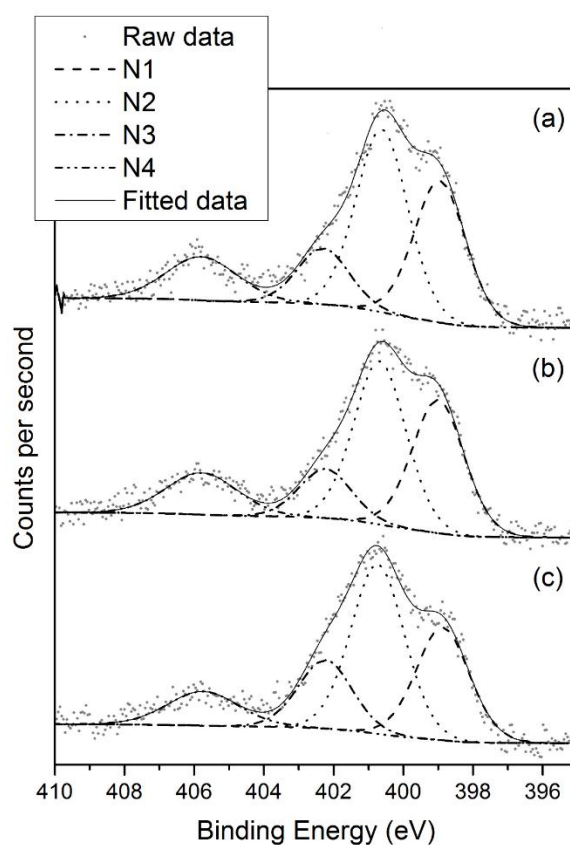 Raw data
N1
N2
N3
N4
Fitted data
(a)
(b)
(c)
Counts per second
410 408 406 404 402 400 398 396
Binding Energy (eV)